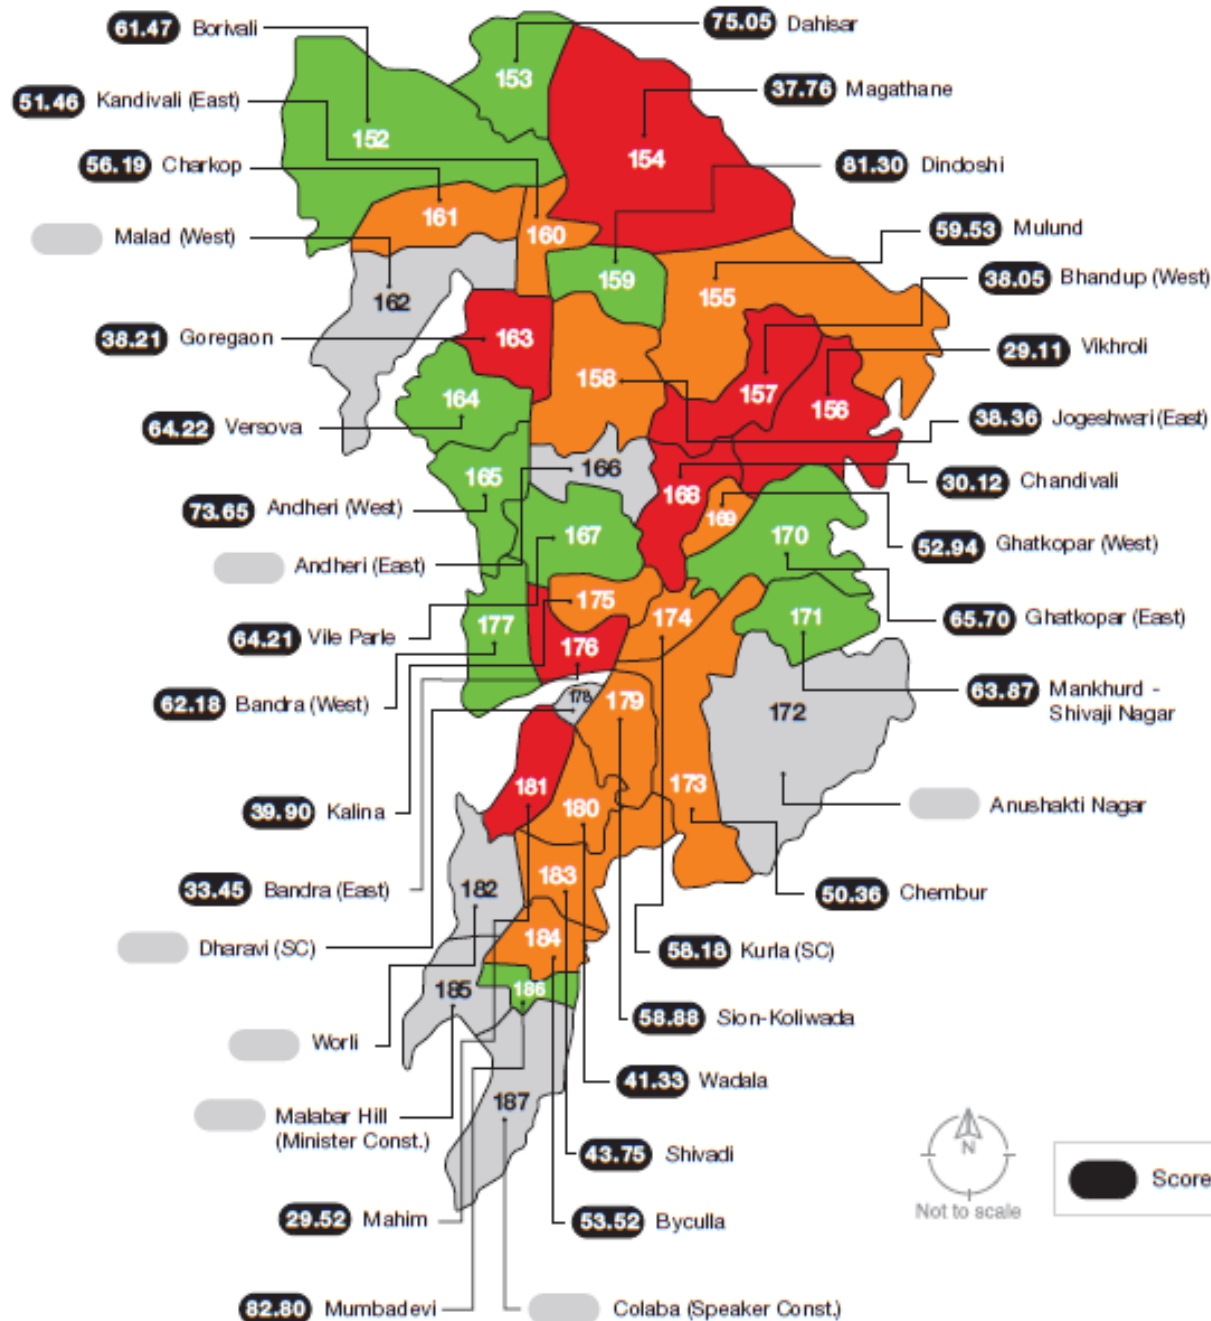 61.47 Borivali
75.05 Dahisar
51.46 Kandivali (East)
37.76 Magathane
56.19 Charkop
81.30 Dindoshi
Malad (West)
59.53 Mulund
38.05 Bhandup (West)
38.21 Goregaon
29.11 Vikhroli
64.22 Versova
38.36 Jogeshwari (East)
30.12 Chandivali
73.65 Andheri (West)
52.94 Ghatkopar (West)
Andheri (East)
65.70 Ghatkopar (East)
64.21 Vile Parle
62.18 Bandra (West)
63.87 Mankhurd -
Shivaji Nagar
39.90 Kalina
Anushakti Nagar
33.45 Bandra (East)
50.36 Chembur
Dharavi (SC)
58.18 Kurla (SC)
58.88 Sion-Koliwada
Worli
41.33 Wadala
Malabar Hill
(Minister Const.)
43.75 Shivadi
29.52 Mahim
53.52 Byculla
82.80 Mumbadevi
Colaba (Speaker Const.)
153
152
154
161
160
159
155
162
163
158
157
156
164
166
165
168
169
167
170
175
174
171
177
176
178
179
172
181
180
173
182
183
184
185
186
187
N
Not to scale
Score